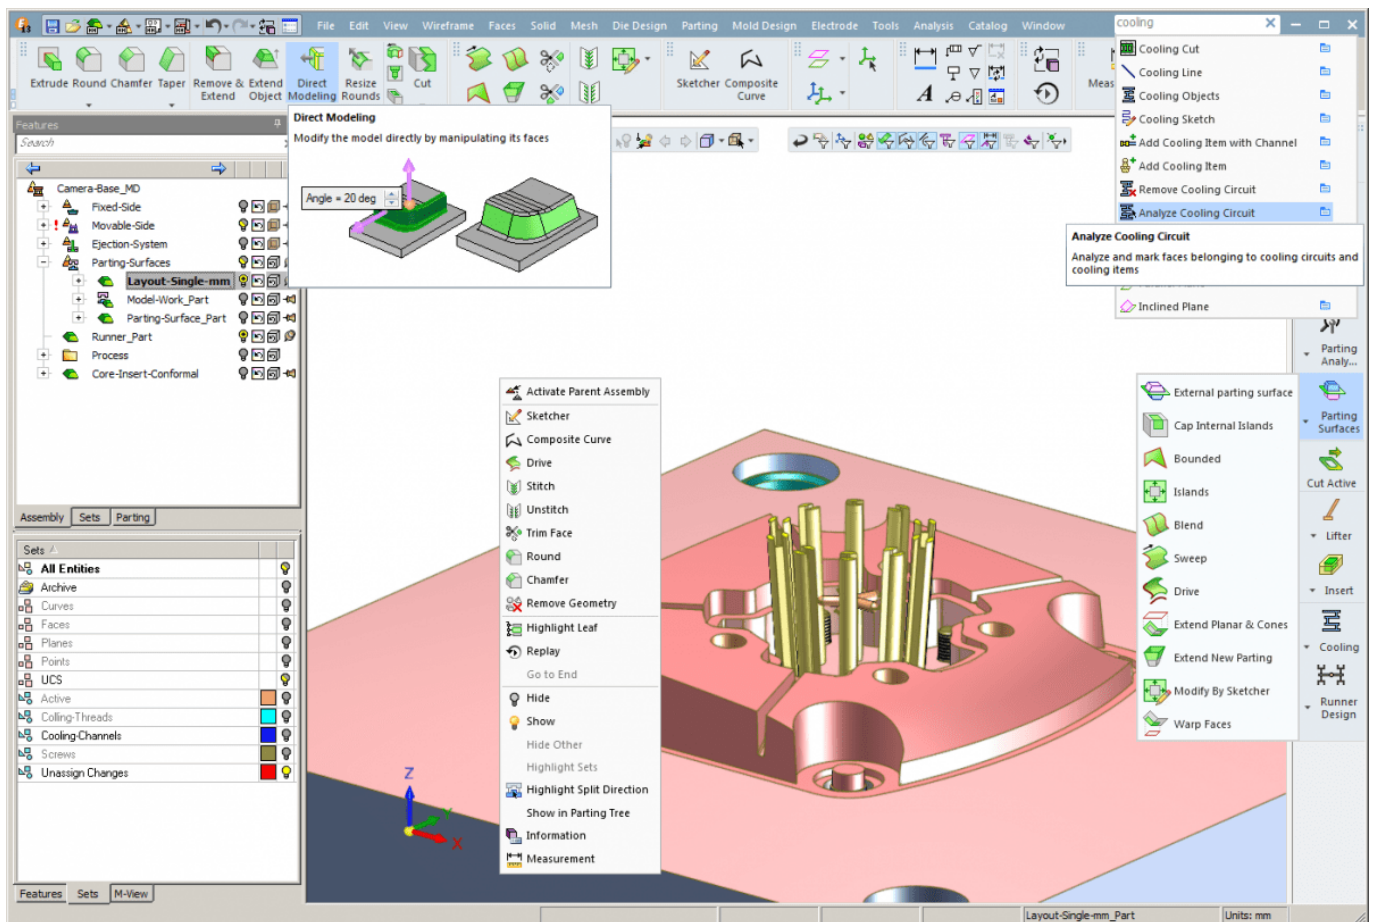 File Edit View Wireframe Faces Solid Mesh Die Design Parting Mold Design Electrode Tools Analysis Catalog Window
cooling
Extrude Round Chamfer Taper Remove & Extend Extend Object Direct Modeling Resize Rounds Cut Sketcher Composite Curve
Direct Modeling
Modify the model directly by manipulating its faces
Angle = 20 deg
Cooling Cut
Cooling Line
Cooling Objects
Cooling Sketch
Add Cooling Item with Channel
Add Cooling Item
Remove Cooling Circuit
Analyze Cooling Circuit
Analyze Cooling Circuit
Analyze and mark faces belonging to cooling circuits and
cooling items
Inclined Plane
Features
Search
Camera-Base_MD
Fixed-Side
Movable-Side
Ejection-System
Parting-Surfaces
Layout-Single-mm
Model-Work_Part
Parting-Surface_Part
Runner_Part
Process
Core-Insert-Conformal
Assembly Sets Parting
Sets
All Entities
Archive
Curves
Faces
Planes
Points
UCS
Active
Coling-Threads
Cooling-Channels
Screws
Unassign Changes
Features Sets M-View
Activate Parent Assembly
Sketcher
Composite Curve
Drive
Stitch
Unstitch
Trim Face
Round
Chamfer
Remove Geometry
Highlight Leaf
Replay
Go to End
Hide
Show
Hide Other
Highlight Sets
Highlight Split Direction
Show in Parting Tree
Information
Measurement
Z
Y
X
External parting surface
Cap Internal Islands
Bounded
Islands
Blend
Sweep
Drive
Extend Planar & Cones
Extend New Parting
Modify By Sketcher
Warp Faces
Parting
Analy...
Parting
Surfaces
Cut Active
Lifter
Insert
Cooling
Runner
Design
Layout-Single-mm_Part
Units: mm